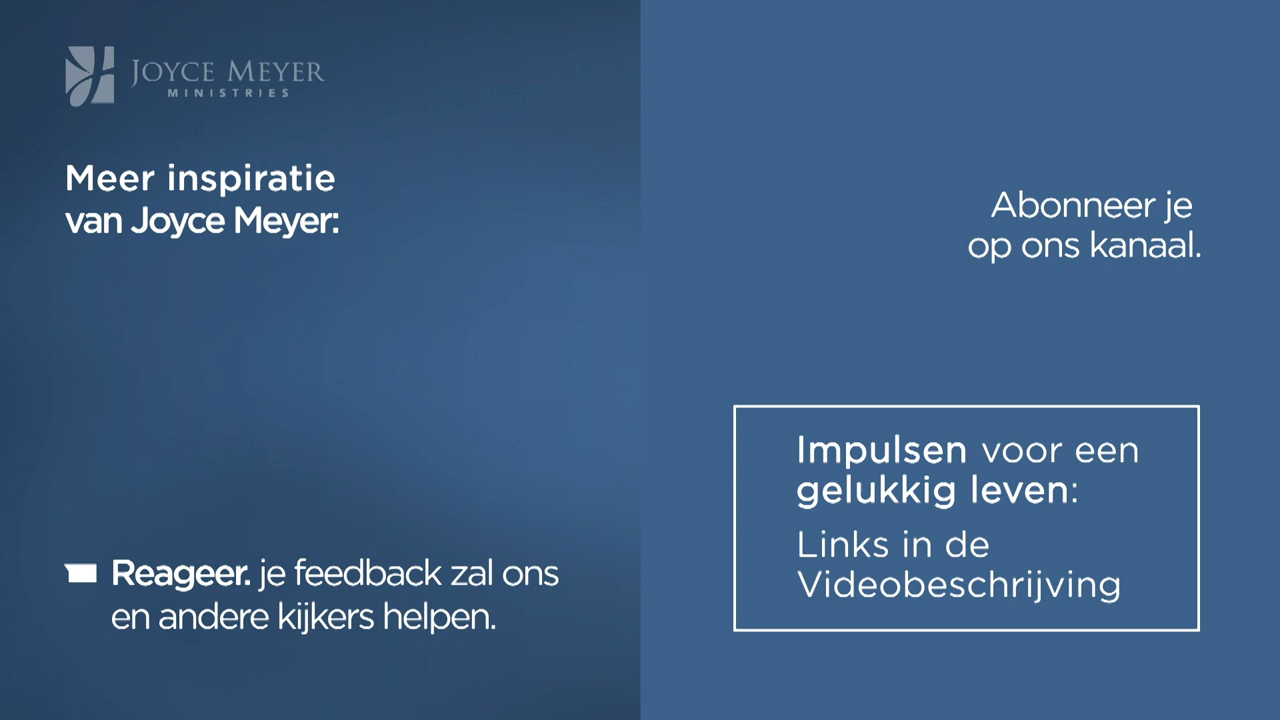 JOYCE MEYER
MINISTRIES
Meer inspiratie
van Joyce Meyer:
Abonneer je
op ons kanaal.
Impulsen voor een
gelukkig leven:
Links in de
Videobeschrijving
Reageer. je feedback zal ons
en andere kijkers helpen.